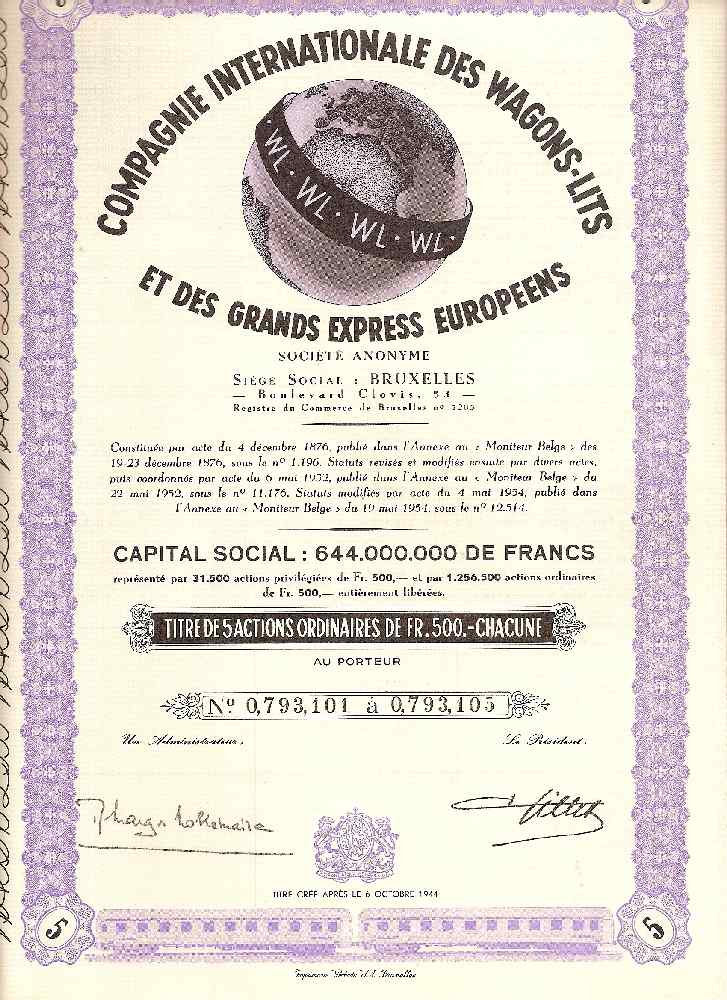 COMPAGNIE INTERNATIONALE DES WAGONS-LITS
WL · WL · WL · WL ·
ET DES GRANDS EXPRESS EUROPEENS
SOCIÉTÉ ANONYME
SIÈGE SOCIAL : BRUXELLES
— Boulevard Clovis, 53 —
Registre du Commerce de Bruxelles nº 3205
Constituée par acte du 4 décembre 1876, publié dans l'Annexe au « Moniteur Belge » des
19-23 décembre 1876, sous le nº 1.196. Statuts revisés et modifiés ensuite par divers actes,
puis coordonnés par acte du 6 mai 1952, publié dans l'Annexe au « Moniteur Belge » du
22 mai 1952, sous le nº 11.176. Statuts modifiés par acte du 4 mai 1954, publié dans
l'Annexe au « Moniteur Belge » du 19 mai 1954, sous le nº 12.514.
CAPITAL SOCIAL : 644.000.000 DE FRANCS
représenté par 31.500 actions privilégiées de Fr. 500,— et par 1.256.500 actions ordinaires
de Fr. 500,— entièrement libérées.
TITRE DE 5 ACTIONS ORDINAIRES DE FR. 500.- CHACUNE
AU PORTEUR
Nº 0,793,101 à 0,793,105
Un Administrateur,
Le Président,
TITRE CRÉÉ APRÈS LE 6 OCTOBRE 1944
5
5